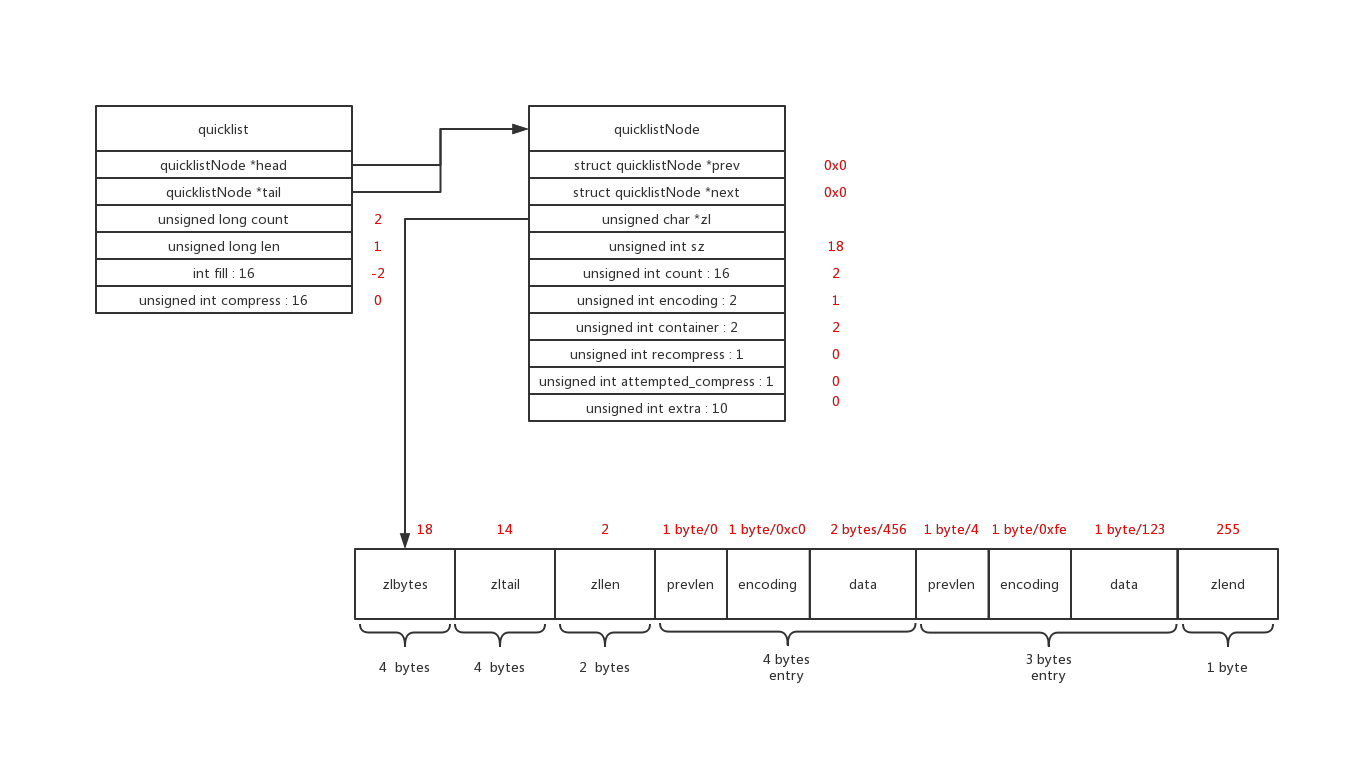 quicklist
quicklistNode *head
quicklistNode *tail
unsigned long count 2
unsigned long len 1
int fill : 16 -2
unsigned int compress : 16 0
quicklistNode
struct quicklistNode *prev 0x0
struct quicklistNode *next 0x0
unsigned char *zl
unsigned int sz 18
unsigned int count : 16 2
unsigned int encoding : 2 1
unsigned int container : 2 2
unsigned int recompress : 1 0
unsigned int attempted_compress : 1 0
unsigned int extra : 10 0
18 14 2 1 byte/0 1 byte/0xc0 2 bytes/456 1 byte/4 1 byte/0xfe 1 byte/123 255
zlbytes zltail zllen prevlen encoding data prevlen encoding data zlend
4 bytes 4 bytes 2 bytes 4 bytes 3 bytes 1 byte
entry entry